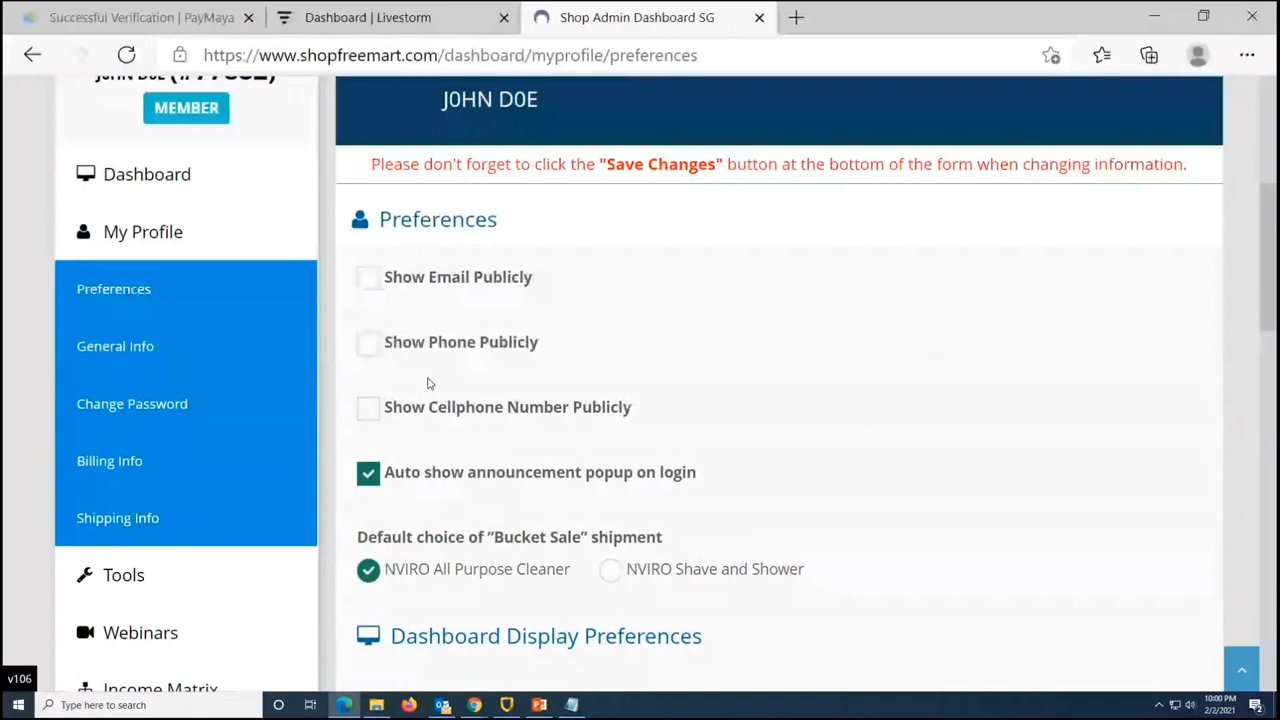 Successful Verification | PayMaya
Dashboard | Livestorm
Shop Admin Dashboard SG
https://www.shopfreemart.com/dashboard/myprofile/preferences
MEMBER
J0HN D0E
Please don't forget to click the "Save Changes" button at the bottom of the form when changing information.
Dashboard
My Profile
Preferences
General Info
Change Password
Billing Info
Shipping Info
Tools
Webinars
Income Matrix
Preferences
Show Email Publicly
Show Phone Publicly
Show Cellphone Number Publicly
Auto show announcement popup on login
Default choice of “Bucket Sale” shipment
NVIRO All Purpose Cleaner NVIRO Shave and Shower
Dashboard Display Preferences
v106
Type here to search
10:00 PM
2/2/2021
2